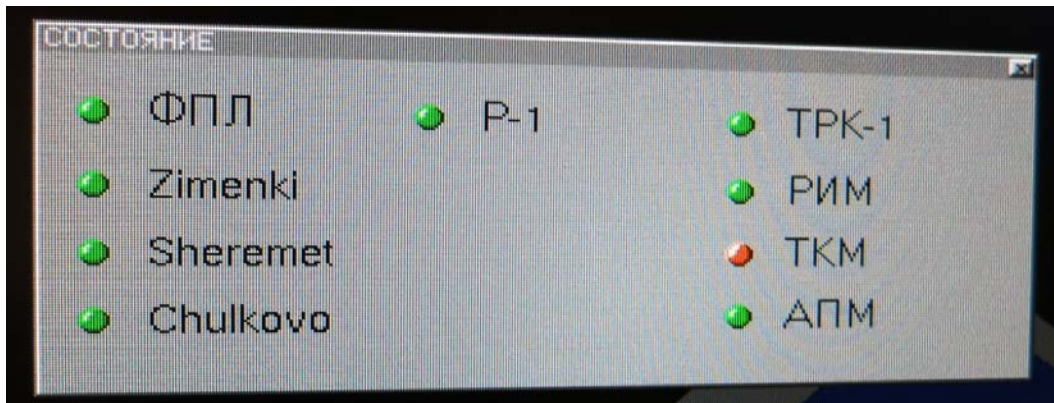 СОСТОЯНИЕ
ФПЛ Р-1 ТРК-1
Zimenki РИМ
Sheremet ТКМ
Chulkovo АПМ